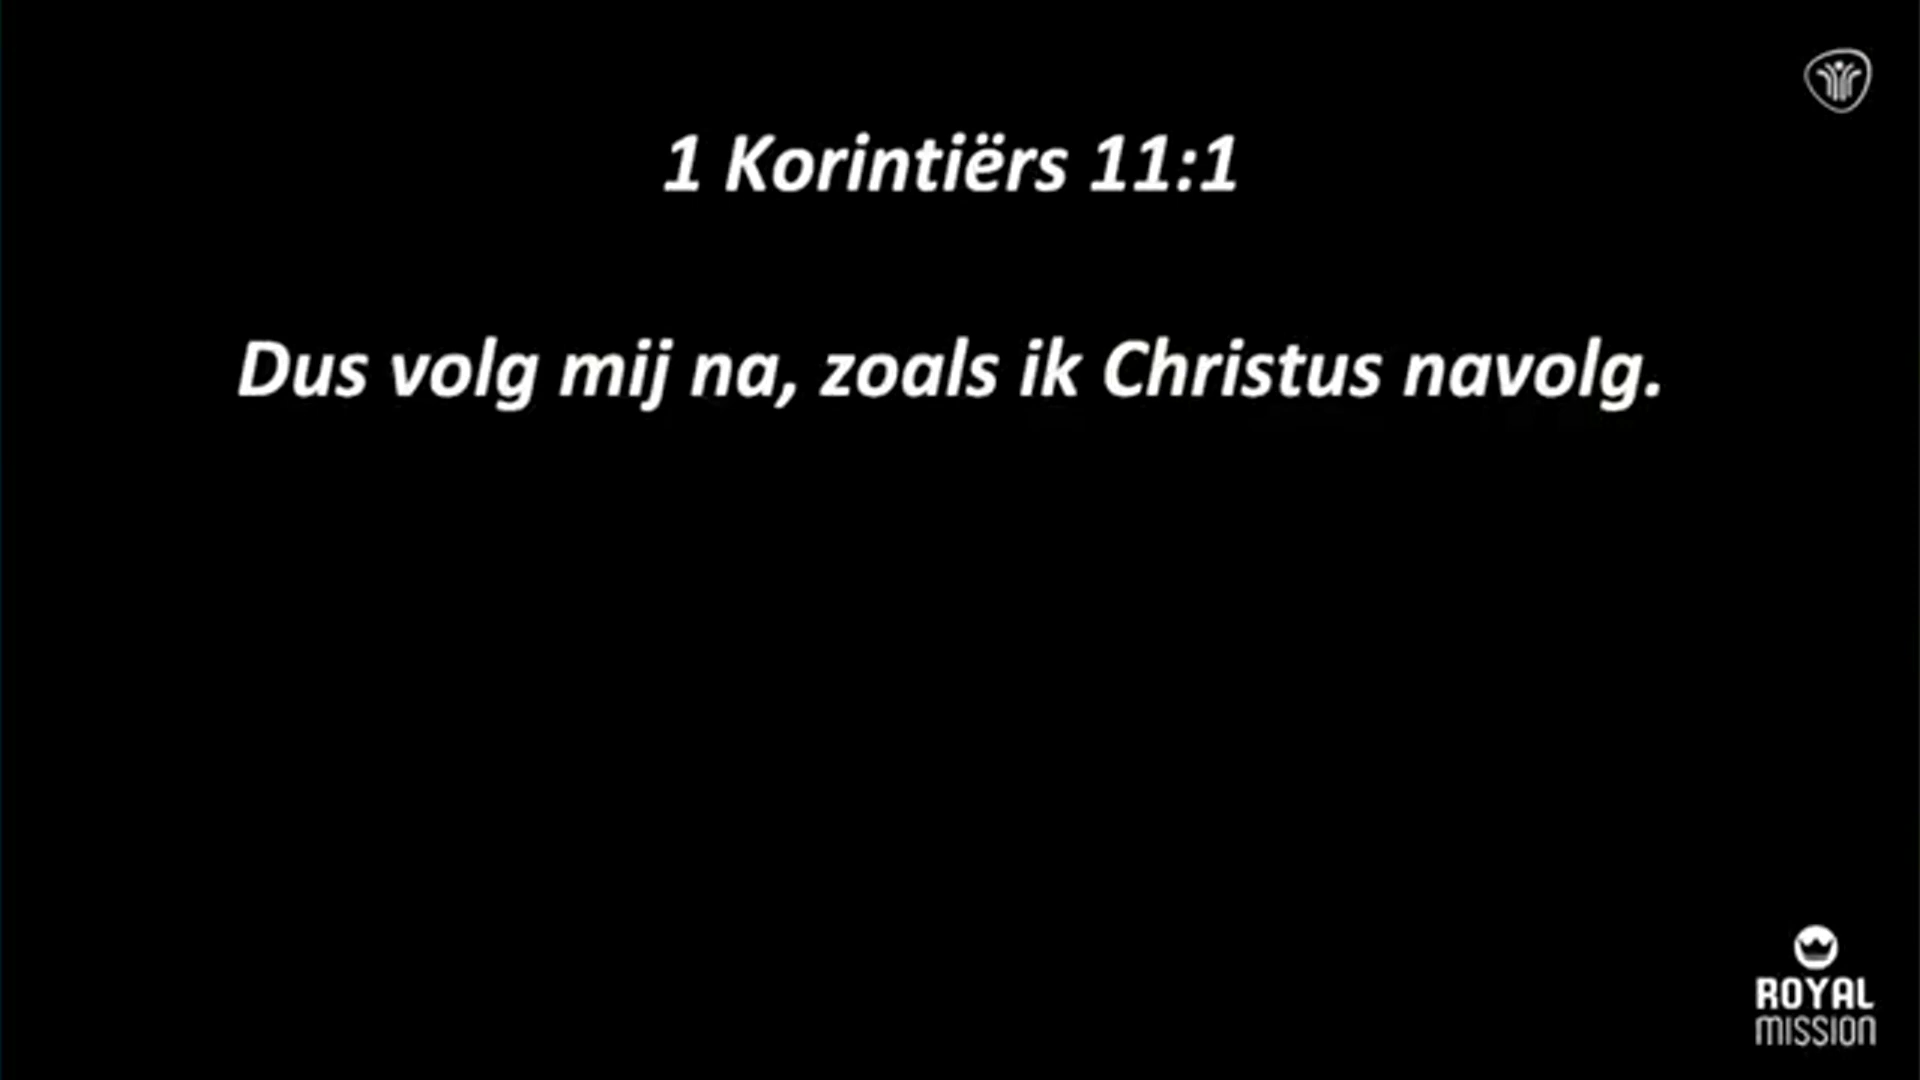 1 Korintiërs 11:1
Dus volg mij na, zoals ik Christus navolg.
ROYAL
MISSION